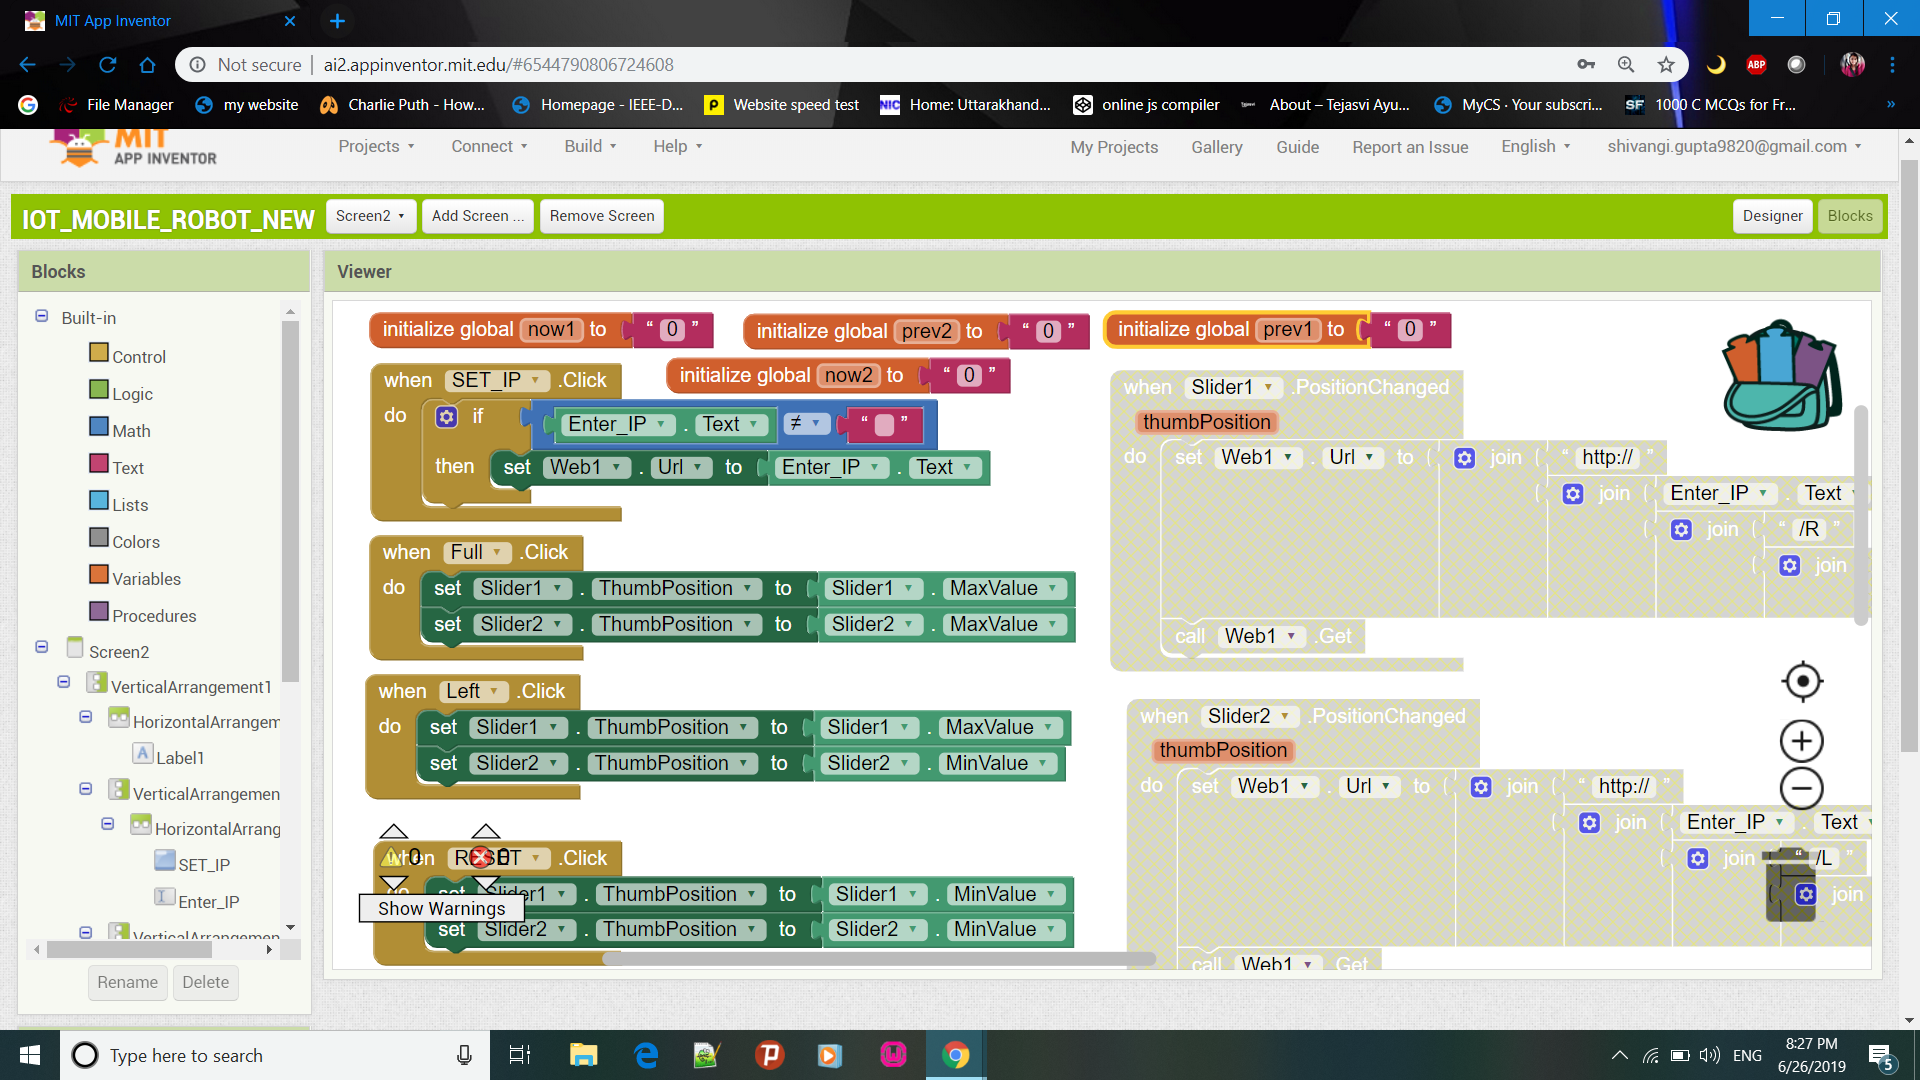 MIT App Inventor
Not secure | ai2.appinventor.mit.edu/#6544790806724608
ABP
File Manager my website Charlie Puth - How... Homepage - IEEE-D... Website speed test NIC Home: Uttarakhand... online js compiler About – Tejasvi Ayu... MyCS · Your subscri... SF 1000 C MCQs for Fr... »
MIT
APP INVENTOR
Projects Connect Build Help My Projects Gallery Guide Report an Issue English shivangi.gupta9820@gmail.com
IOT_MOBILE_ROBOT_NEW Screen2 Add Screen ... Remove Screen Designer Blocks
Blocks
Built-in
Control
Logic
Math
Text
Lists
Colors
Variables
Procedures
Screen2
VerticalArrangement1
HorizontalArrangem
A Label1
VerticalArrangemen
HorizontalArrang
SET_IP
Enter_IP
VerticalArrangemen
Rename Delete
Viewer
initialize global now1 to “ 0 ”
initialize global prev2 to “ 0 ”
initialize global prev1 to “ 0 ”
initialize global now2 to “ 0 ”
when SET_IP .Click
do if Enter_IP . Text ≠ “ ”
then set Web1 . Url to Enter_IP . Text
when Full .Click
do set Slider1 . ThumbPosition to Slider1 . MaxValue
set Slider2 . ThumbPosition to Slider2 . MaxValue
when Left .Click
do set Slider1 . ThumbPosition to Slider1 . MaxValue
set Slider2 . ThumbPosition to Slider2 . MinValue
when RESET .Click
do set Slider1 . ThumbPosition to Slider1 . MinValue
set Slider2 . ThumbPosition to Slider2 . MinValue
0 0
Show Warnings
when Slider1 .PositionChanged
thumbPosition
do set Web1 . Url to join “ http:// ”
join Enter_IP . Text
join “ /R ”
join
call Web1 .Get
when Slider2 .PositionChanged
thumbPosition
do set Web1 . Url to join “ http:// ”
join Enter_IP . Text
join “ /L ”
join
call Web1 .Get
Type here to search
ENG
8:27 PM
6/26/2019
5